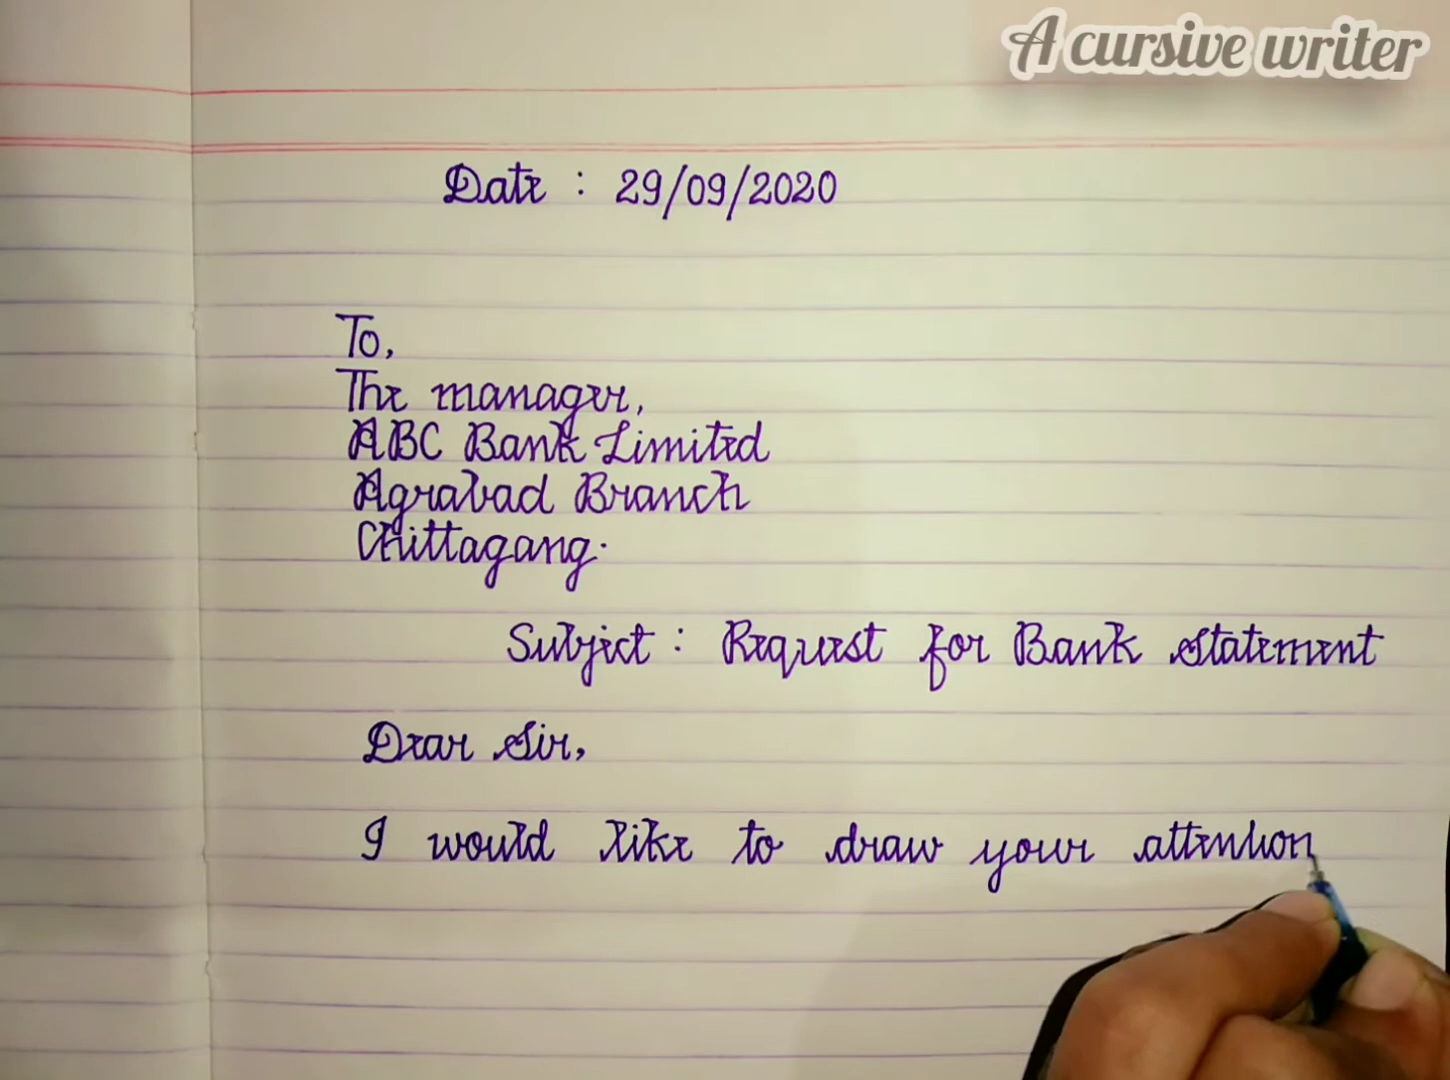 A cursive writer
Date : 29/09/2020
To,
The manager,
ABC Bank Limited
Agrabad Branch
Chittagang.
Subject : Request for Bank Statement
Dear Sir,
I would like to draw your attention